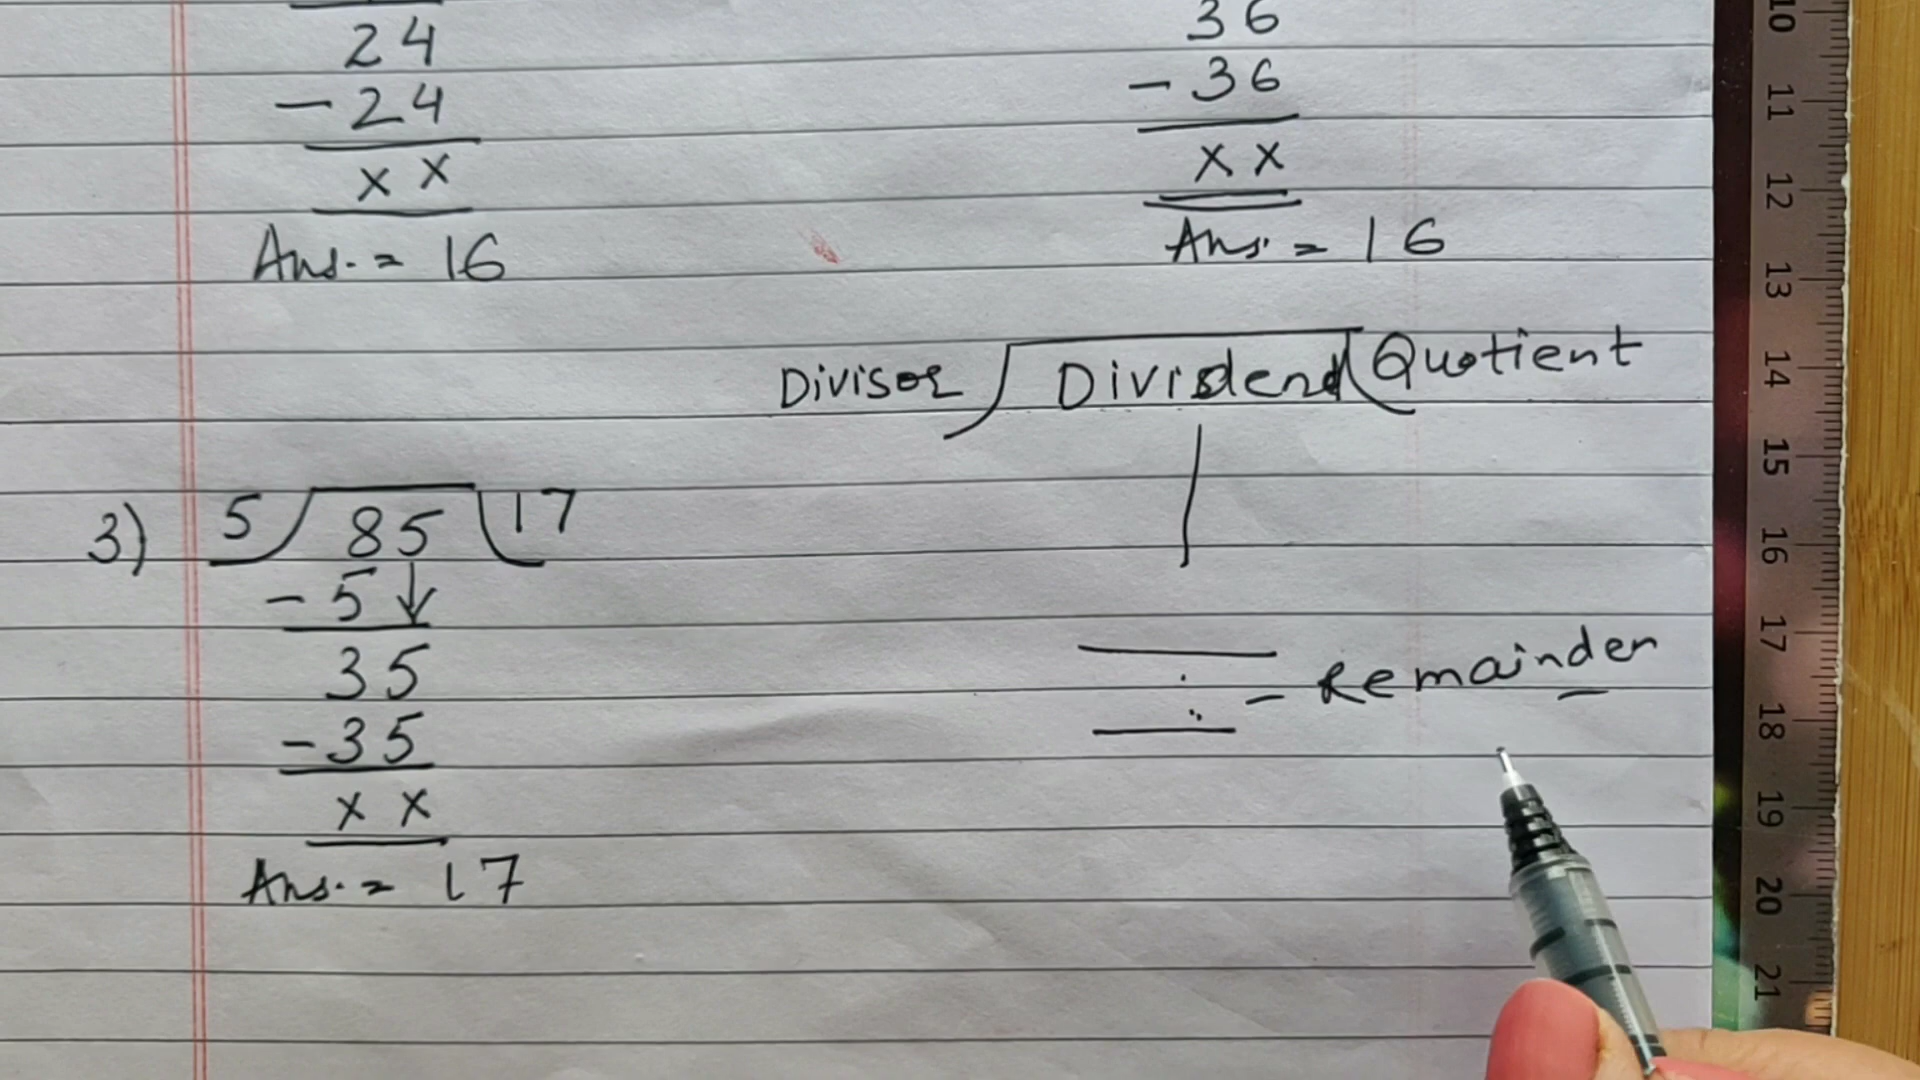 24
- 24
x x
Ans. = 16
36
- 36
x x
Ans. = 16
Divisor Dividend Quotient
- Remainder
3) 5 85 17
- 5 ↓
35
- 35
x x
Ans. = 17
10
11
12
13
14
15
16
17
18
19
20
21